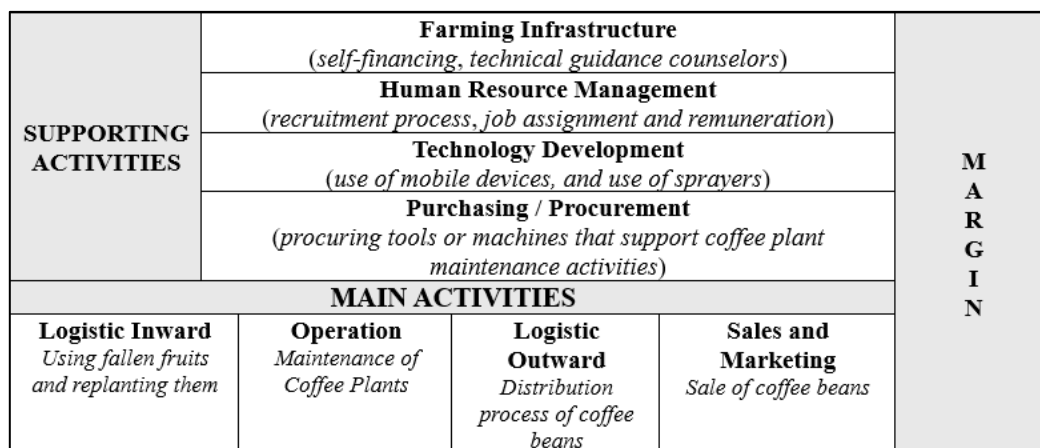 Farming Infrastructure
(self-financing, technical guidance counselors)
Human Resource Management
(recruitment process, job assignment and remuneration)
SUPPORTING
ACTIVITIES
Technology Development
(use of mobile devices, and use of sprayers)
Purchasing / Procurement
(procuring tools or machines that support coffee plant
maintenance activities)
MAIN ACTIVITIES
Logistic Inward
Using fallen fruits
and replanting them
Operation
Maintenance of
Coffee Plants
Logistic
Outward
Distribution
process of coffee
beans
Sales and
Marketing
Sale of coffee beans
M
A
R
G
I
N